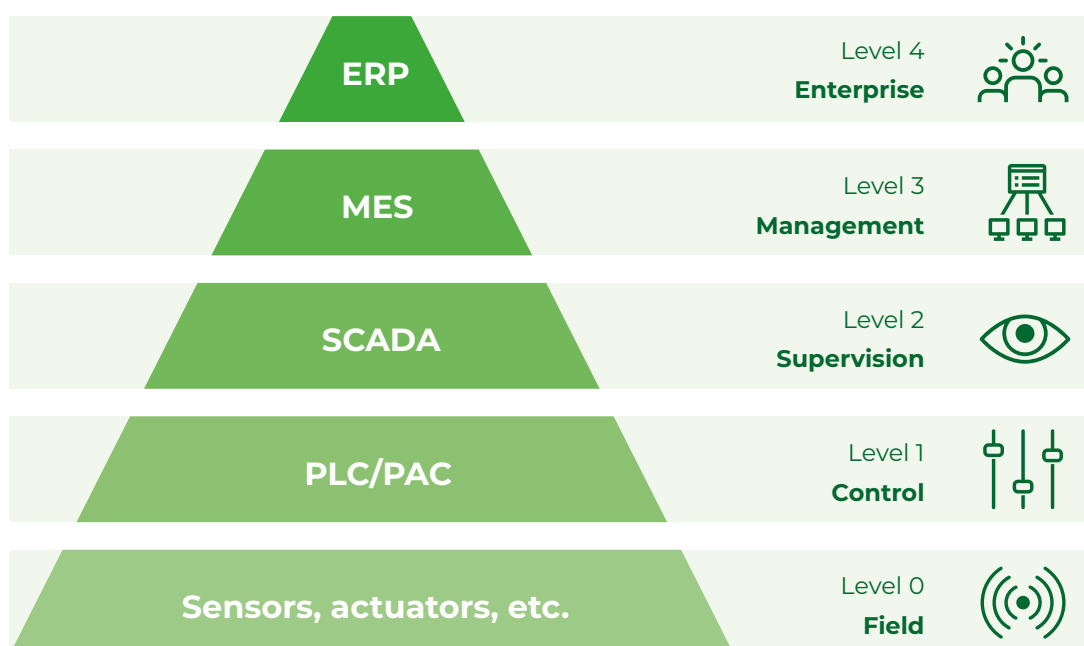 ERP
Level 4
Enterprise
MES
Level 3
Management
SCADA
Level 2
Supervision
PLC/PAC
Level 1
Control
Sensors, actuators, etc.
Level 0
Field